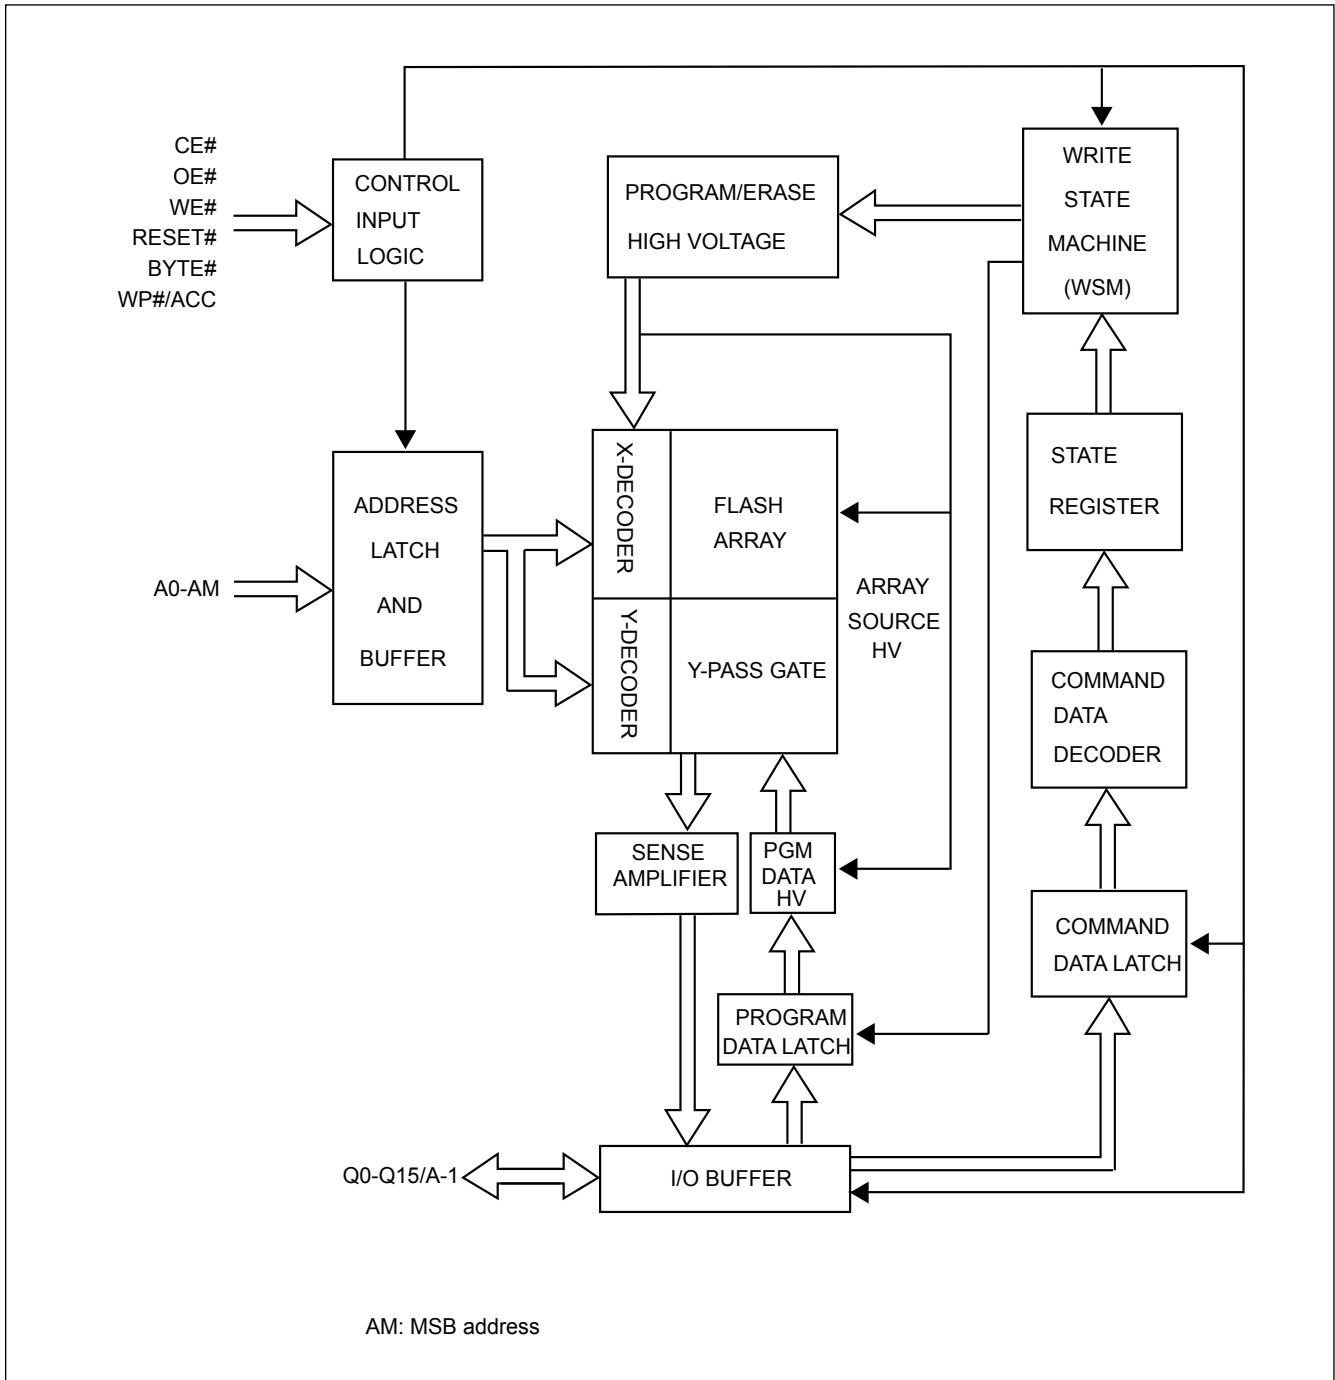 CE#
OE#
WE#
RESET#
BYTE#
WP#/ACC
CONTROL
INPUT
LOGIC
PROGRAM/ERASE
HIGH VOLTAGE
WRITE
STATE
MACHINE
(WSM)
A0-AM
ADDRESS
LATCH
AND
BUFFER
X-DECODER
FLASH
ARRAY
Y-DECODER
Y-PASS GATE
ARRAY
SOURCE
HV
STATE
REGISTER
COMMAND
DATA
DECODER
SENSE
AMPLIFIER
PGM
DATA
HV
COMMAND
DATA LATCH
PROGRAM
DATA LATCH
Q0-Q15/A-1
I/O BUFFER
AM: MSB address